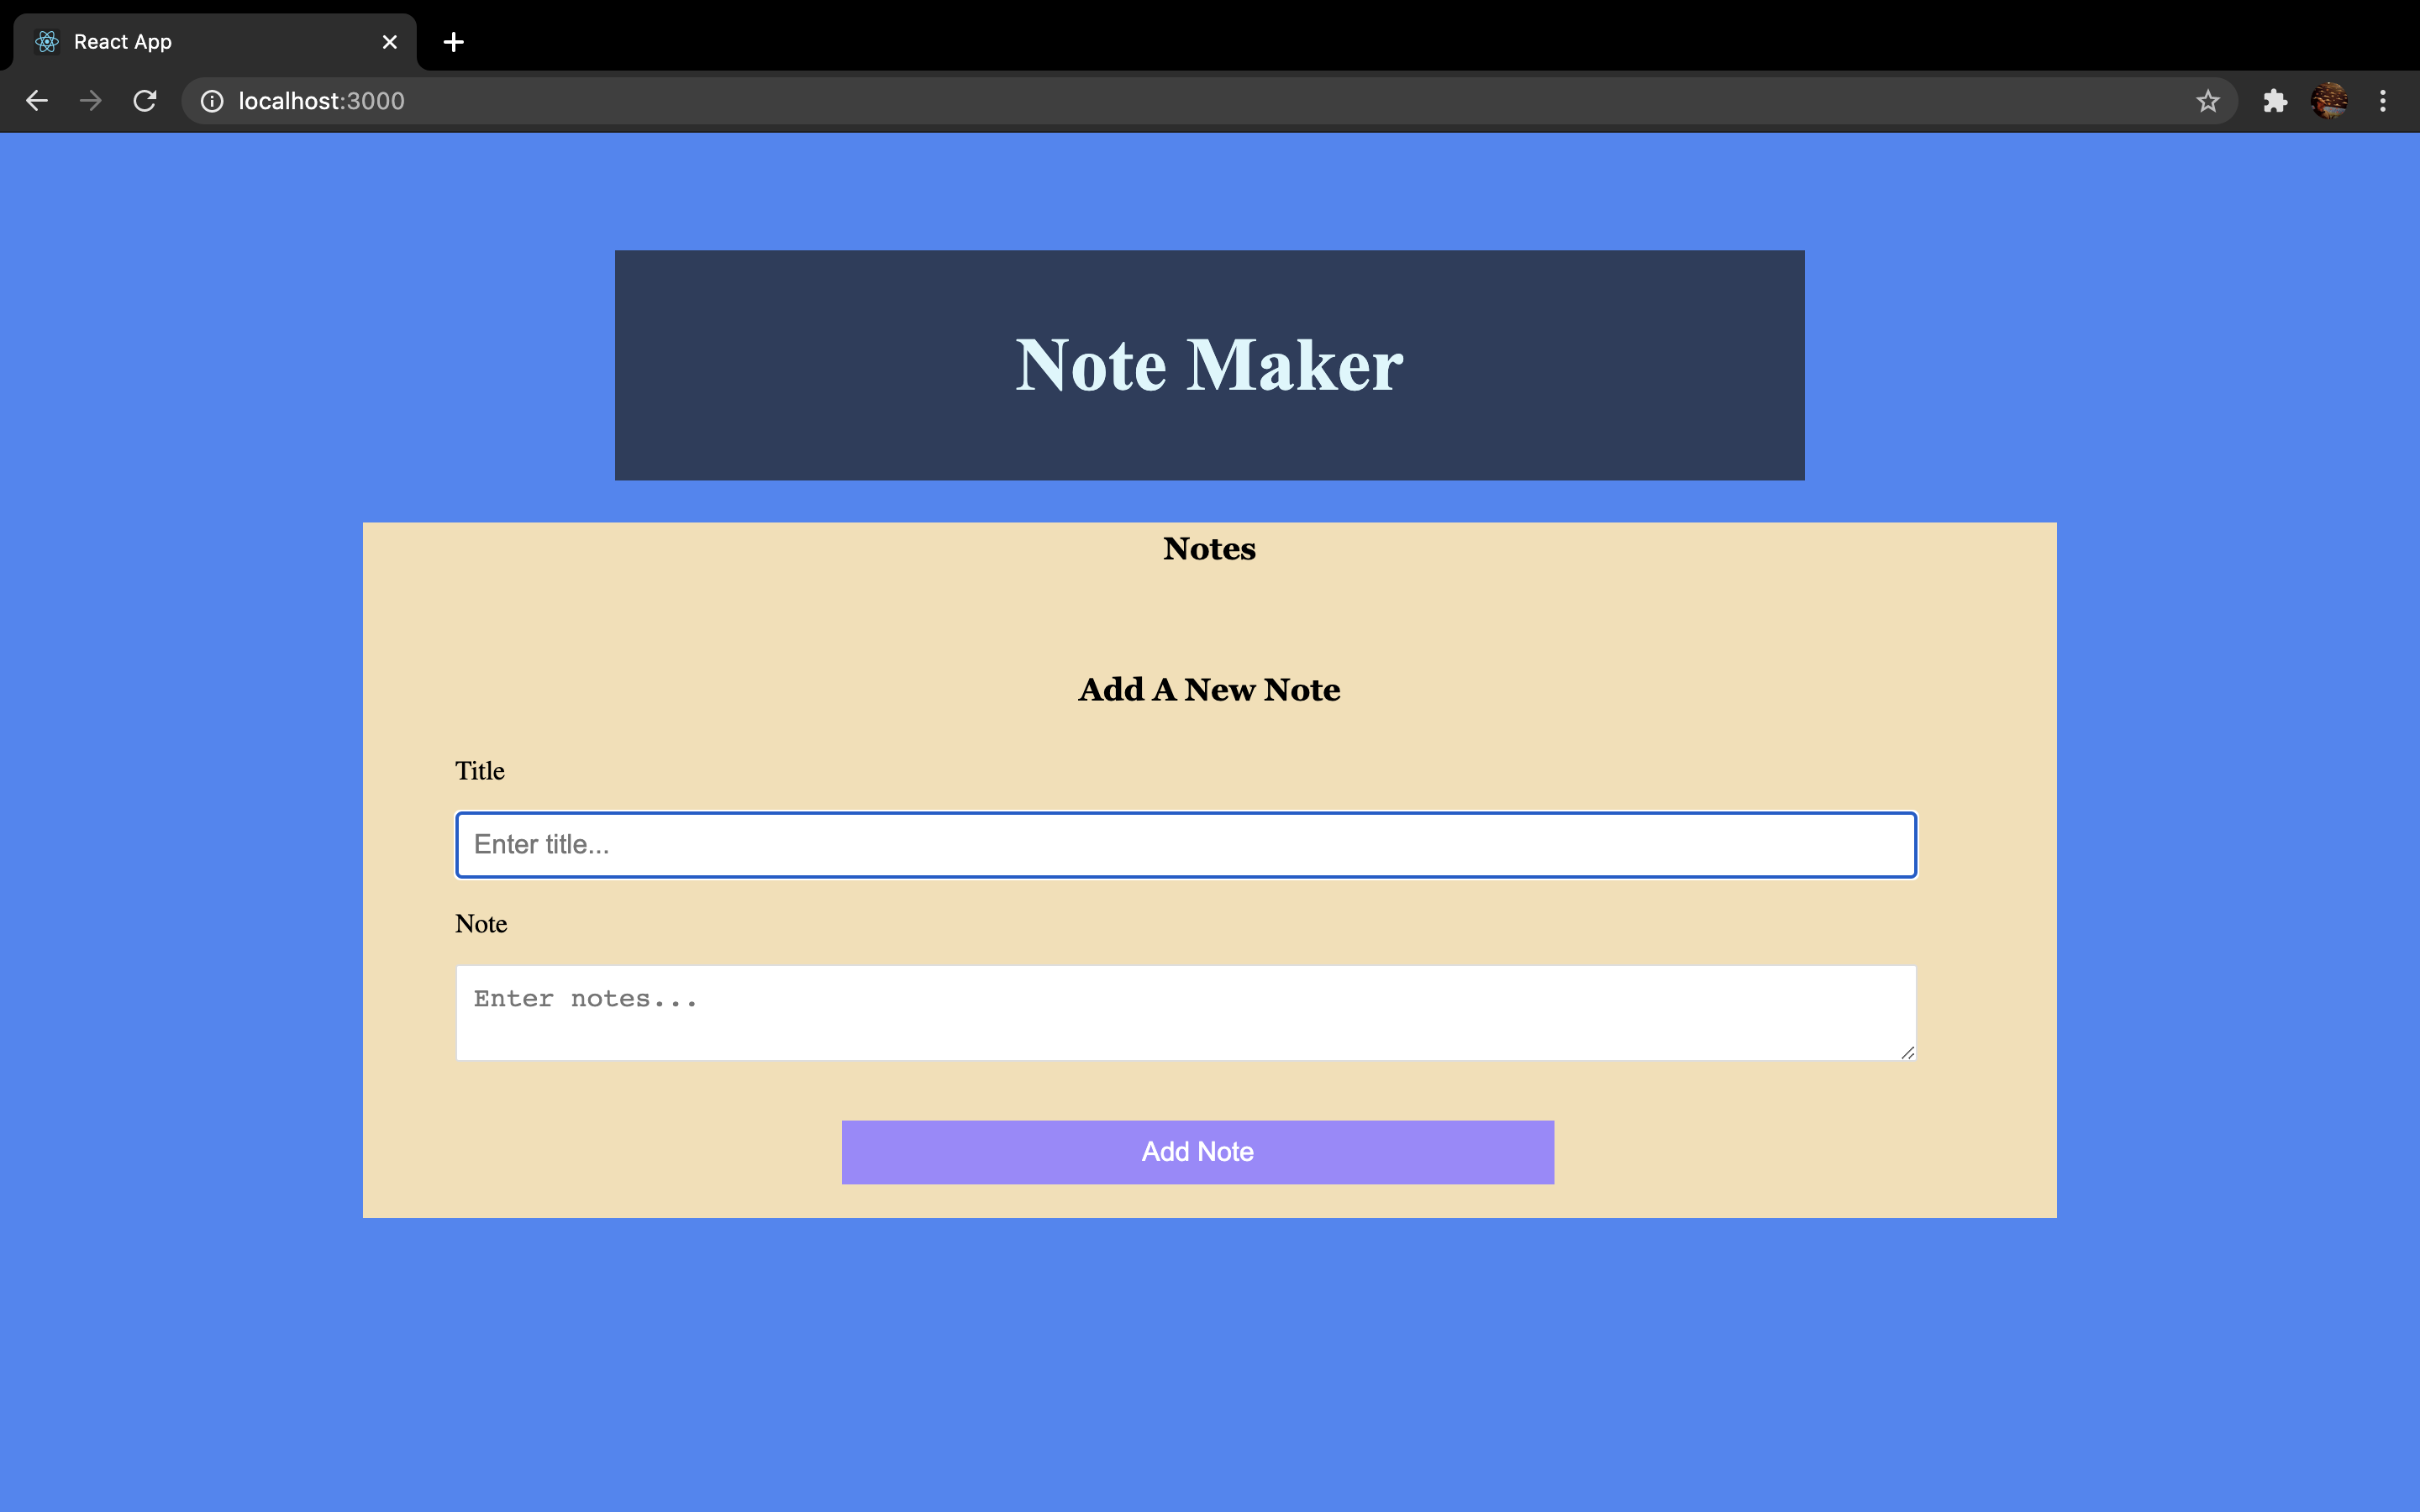 React App
localhost:3000
Note Maker
Notes
Add A New Note
Title
Enter title...
Note
Enter notes...
Add Note